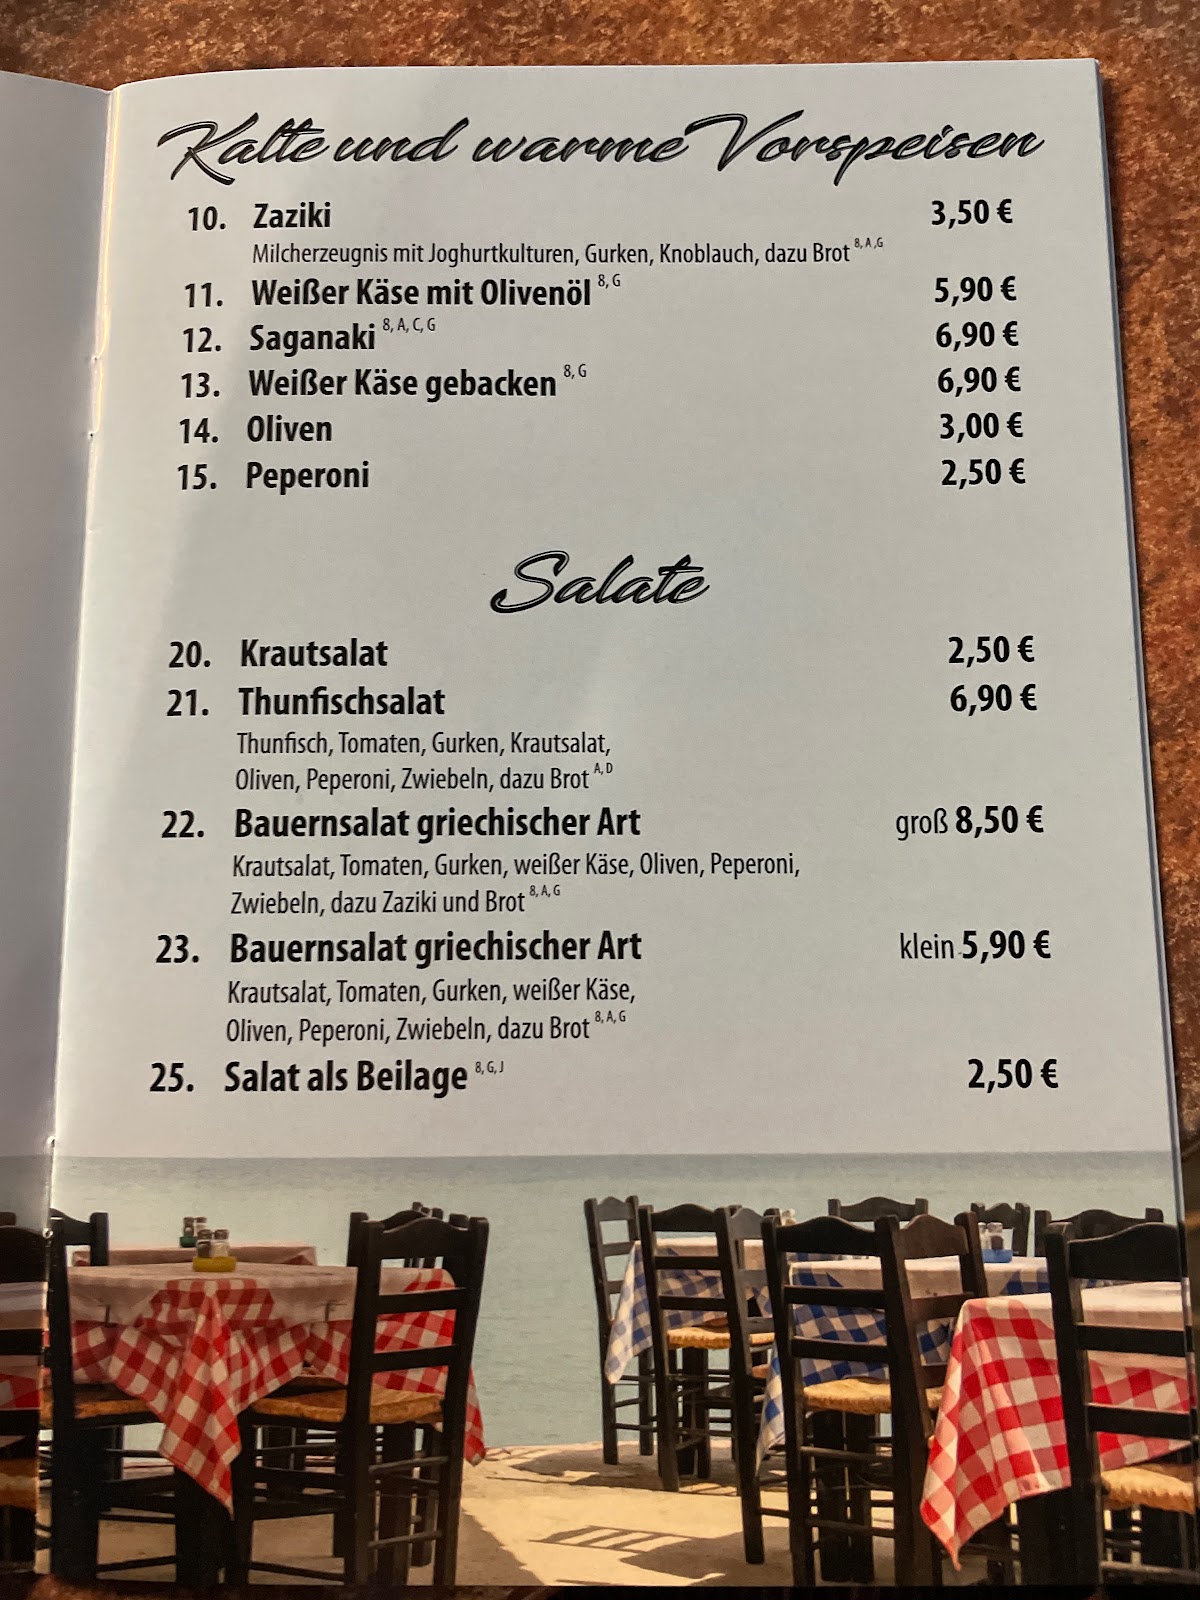 Kalte und warme Vorspeisen
10. Zaziki 3,50 €
Milcherzeugnis mit Joghurtkulturen, Gurken, Knoblauch, dazu Brot 8, A ,G
11. Weißer Käse mit Olivenöl 8, G 5,90 €
12. Saganaki 8, A, C, G 6,90 €
13. Weißer Käse gebacken 8, G 6,90 €
14. Oliven 3,00 €
15. Peperoni 2,50 €
Salate
20. Krautsalat 2,50 €
21. Thunfischsalat 6,90 €
Thunfisch, Tomaten, Gurken, Krautsalat,
Oliven, Peperoni, Zwiebeln, dazu Brot A, D
22. Bauernsalat griechischer Art groß 8,50 €
Krautsalat, Tomaten, Gurken, weißer Käse, Oliven, Peperoni,
Zwiebeln, dazu Zaziki und Brot 8, A, G
23. Bauernsalat griechischer Art klein 5,90 €
Krautsalat, Tomaten, Gurken, weißer Käse,
Oliven, Peperoni, Zwiebeln, dazu Brot 8, A, G
25. Salat als Beilage 8, G, J 2,50 €